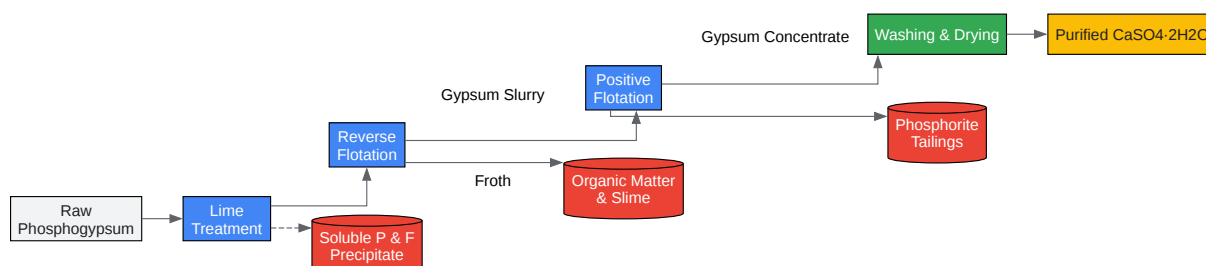 Washing & Drying
Purified CaSO4·2H2O
Gypsum Concentrate
Positive
Flotation
Gypsum Slurry
Phosphorite
Tailings
Reverse
Flotation
Froth
Organic Matter
& Slime
Raw
Phosphogypsum
Lime
Treatment
Soluble P & F
Precipitate